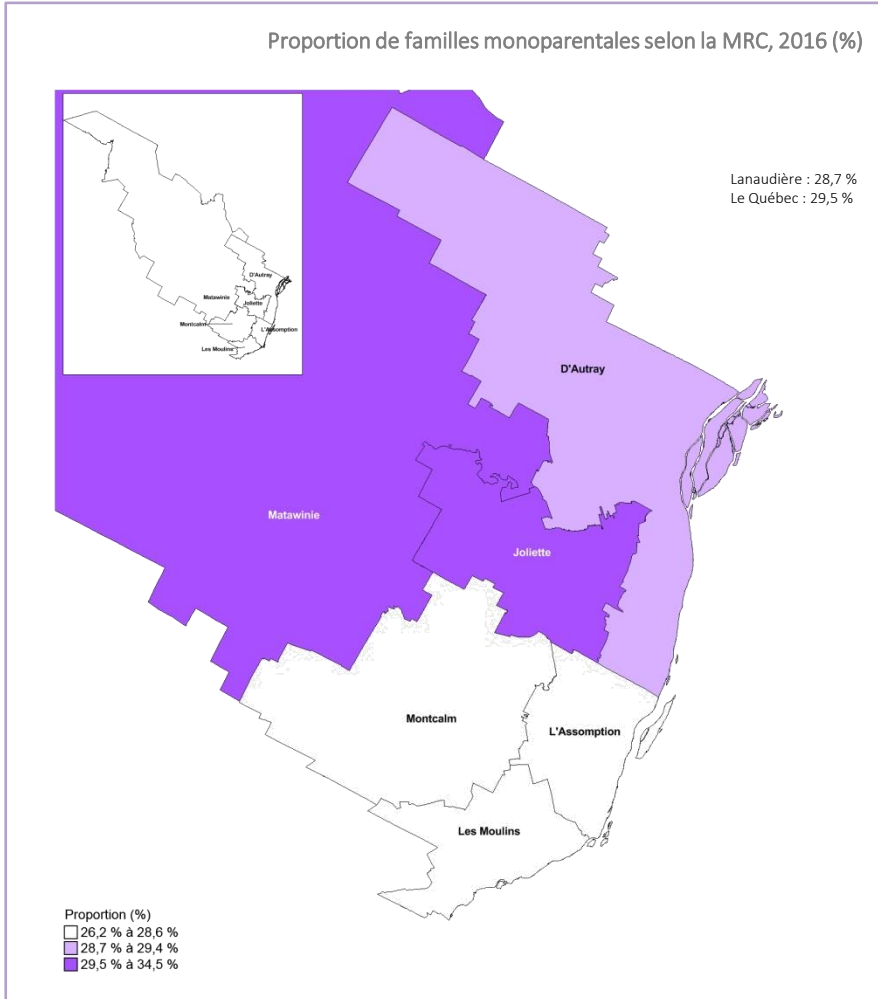 Proportion de familles monoparentales selon la MRC, 2016 (%)
Lanaudière : 28,7 %
Le Québec : 29,5 %
D'Autray
Matawinie
Joliette
Montcalm
L'Assomption
Les Moulins
D'Autray
Matawinie
Joliette
Montcalm
L'Assomption
Les Moulins
Proportion (%)
26,2 % à 28,6 %
28,7 % à 29,4 %
29,5 % à 34,5 %